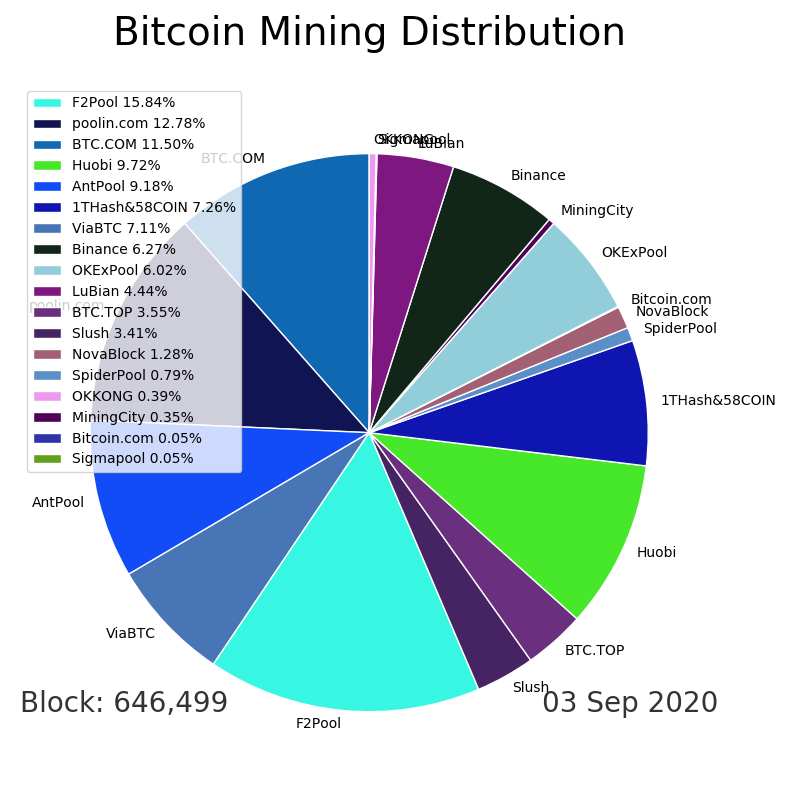 Bitcoin Mining Distribution
F2Pool 15.84%
poolin.com 12.78%
BTC.COM 11.50%
Huobi 9.72%
AntPool 9.18%
1THash&58COIN 7.26%
ViaBTC 7.11%
Binance 6.27%
OKExPool 6.02%
LuBian 4.44%
BTC.TOP 3.55%
Slush 3.41%
NovaBlock 1.28%
SpiderPool 0.79%
OKKONG 0.39%
MiningCity 0.35%
Bitcoin.com 0.05%
Sigmapool 0.05%
OKKONG
Sigmapool
LuBian
BTC.COM
Binance
MiningCity
OKExPool
Bitcoin.com
poolin.com
NovaBlock
SpiderPool
1THash&58COIN
AntPool
Huobi
ViaBTC
BTC.TOP
Slush
F2Pool
Block: 646,499
03 Sep 2020